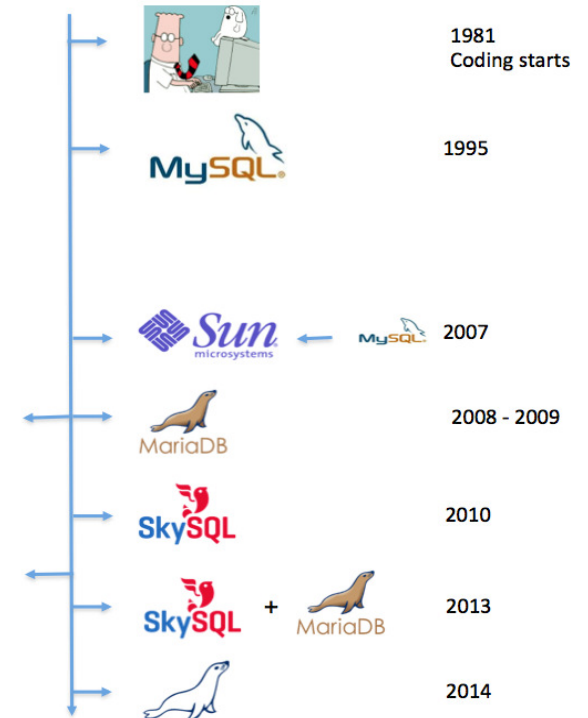 1981
Coding starts
MySQL®
1995
Sun
microsystems
MySQL
2007
MariaDB
2008 - 2009
SkySQL
2010
SkySQL + MariaDB
2013
2014